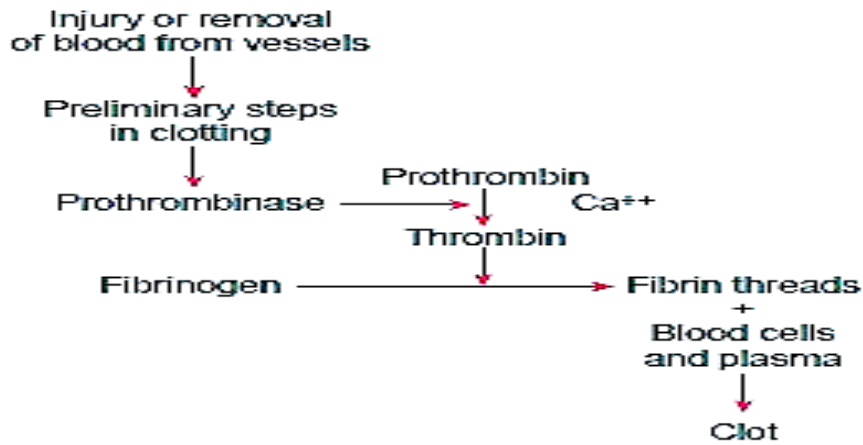 Injury or removal
of blood from vessels
Preliminary steps
in clotting
Prothrombin
Prothrombinase
Ca++
Thrombin
Fibrinogen
Fibrin threads
+
Blood cells
and plasma
Clot